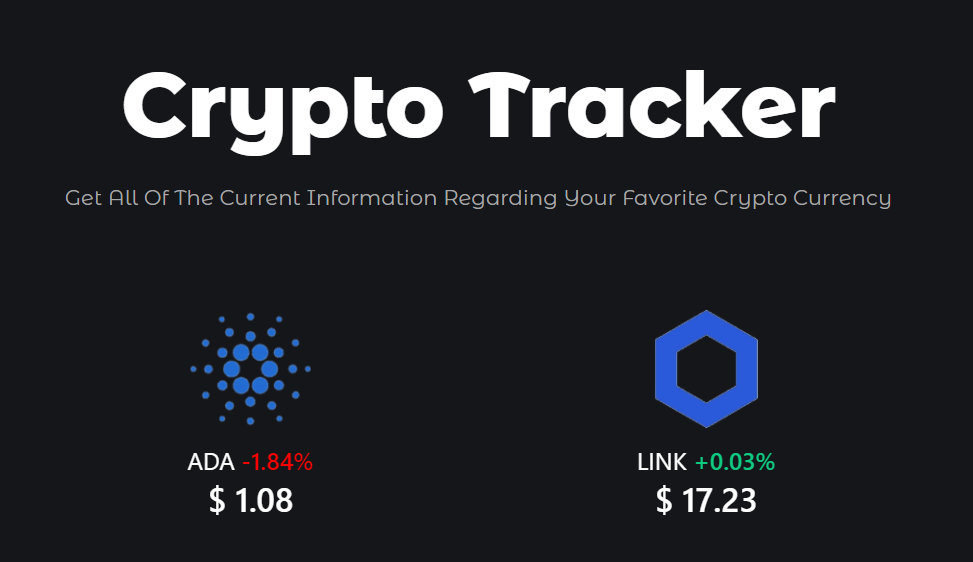 Crypto Tracker
Get All Of The Current Information Regarding Your Favorite Crypto Currency
ADA -1.84%
LINK +0.03%
$ 1.08
$ 17.23